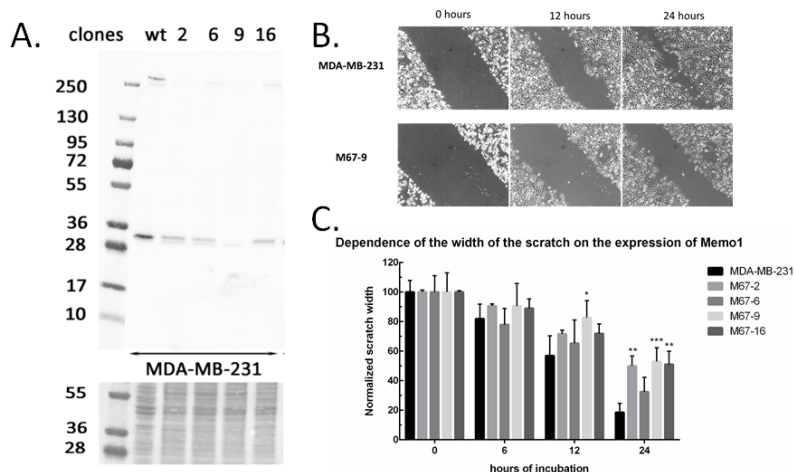 A.
clones wt 2 6 9 16
250
130
95
72
55
36
28
17
10
MDA-MB-231
55
36
28
B.
0 hours 12 hours 24 hours
MDA-MB-231
M67-9
C.
Dependence of the width of the scratch on the expression of Memo1
Normalized scratch width
120
100
80
60
40
20
0
*
** *** **
0 6 12 24
hours of incubation
MDA-MB-231
M67-2
M67-6
M67-9
M67-16